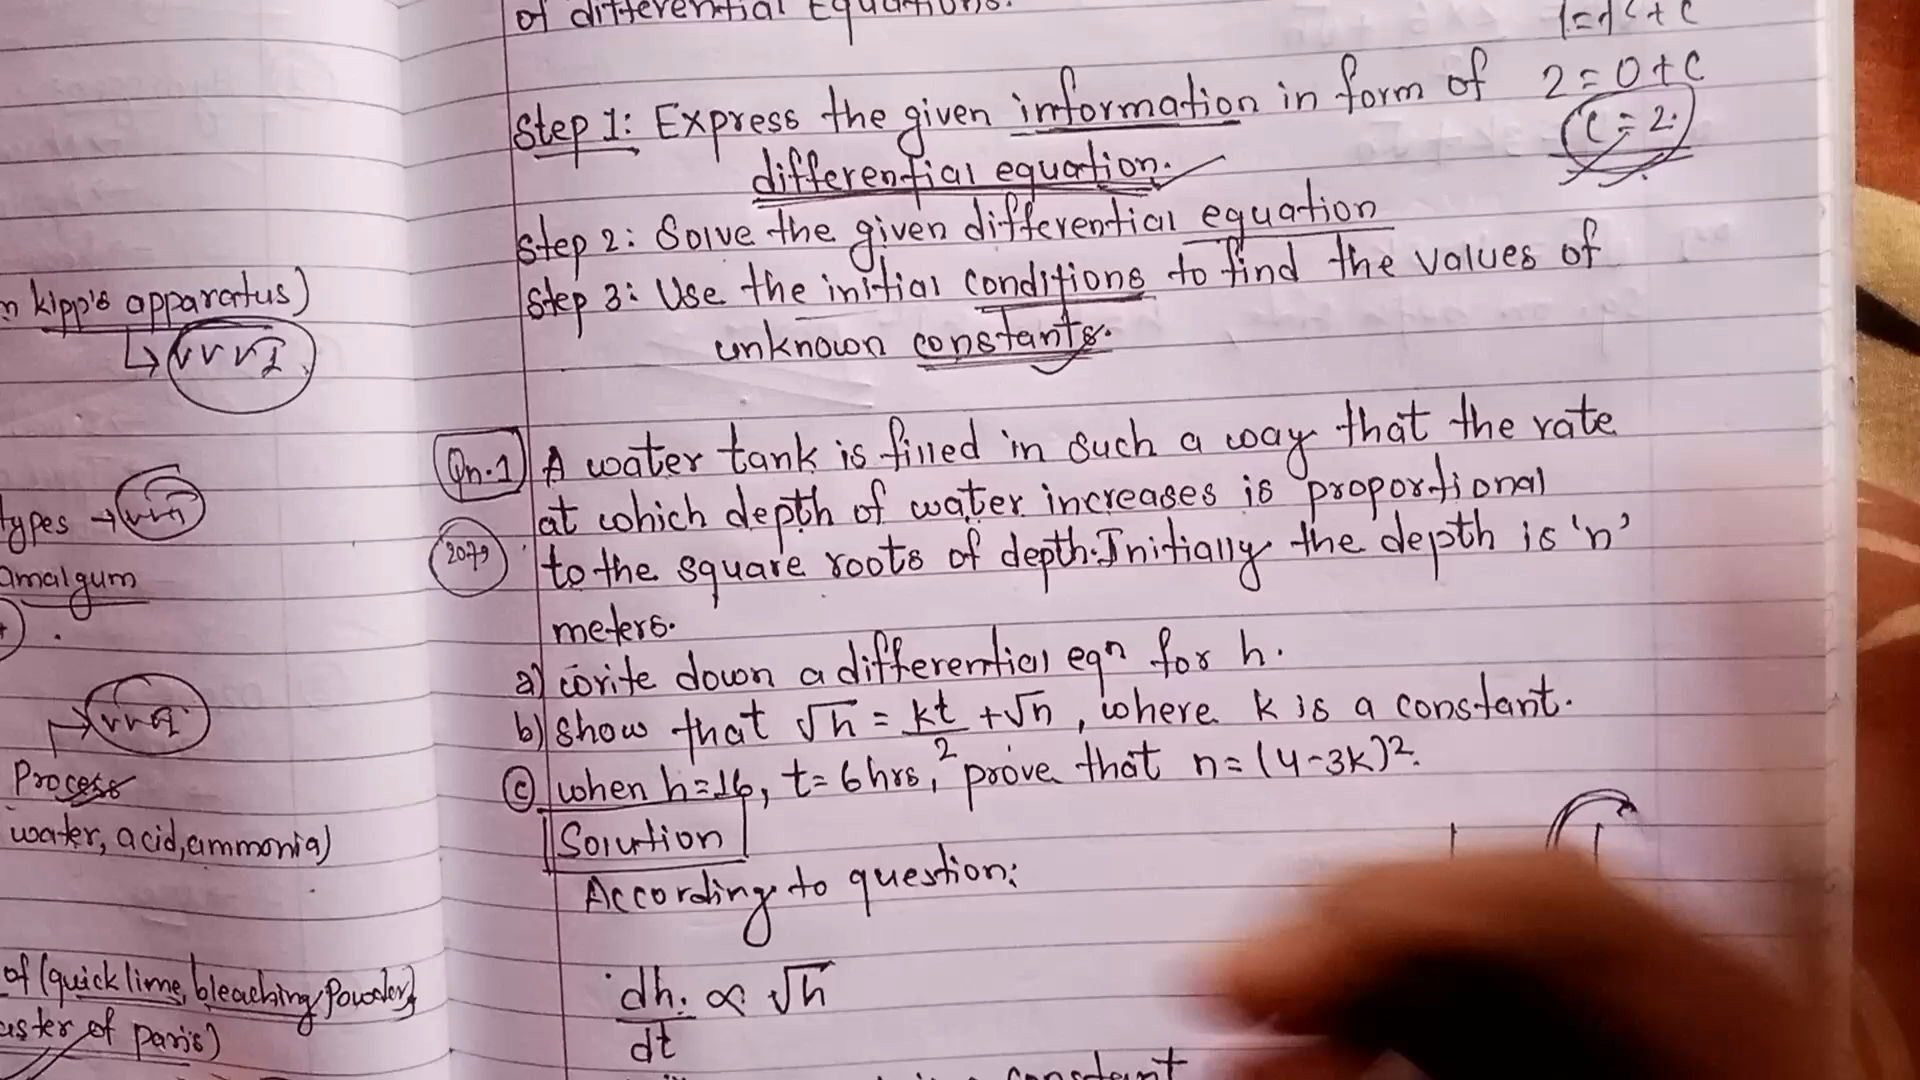 of differential Equations.
Step 1: Express the given information in form of
differential equation.
Step 2: Solve the given differential equation
Step 3: Use the initial conditions to find the values of
unknown constants.
2 = 0 + C
C = 2.
Qn.1 A water tank is filled in such a way that the rate
2079 at which depth of water increases is proportional
to the square roots of depth. Initially the depth is 'n'
meters.
a) write down a differential eqn for h.
b) show that √h = kt/2 + √n, where k is a constant.
c) when h=16, t= 6hrs, prove that n= (4-3k)².
Solution
According to question:
dh/dt ∝ √h
constant
n kipp's apparatus)
types →
amalgum
Process
water, acid, ammonia)
of (quick lime, bleaching Powder,
aster of paris)